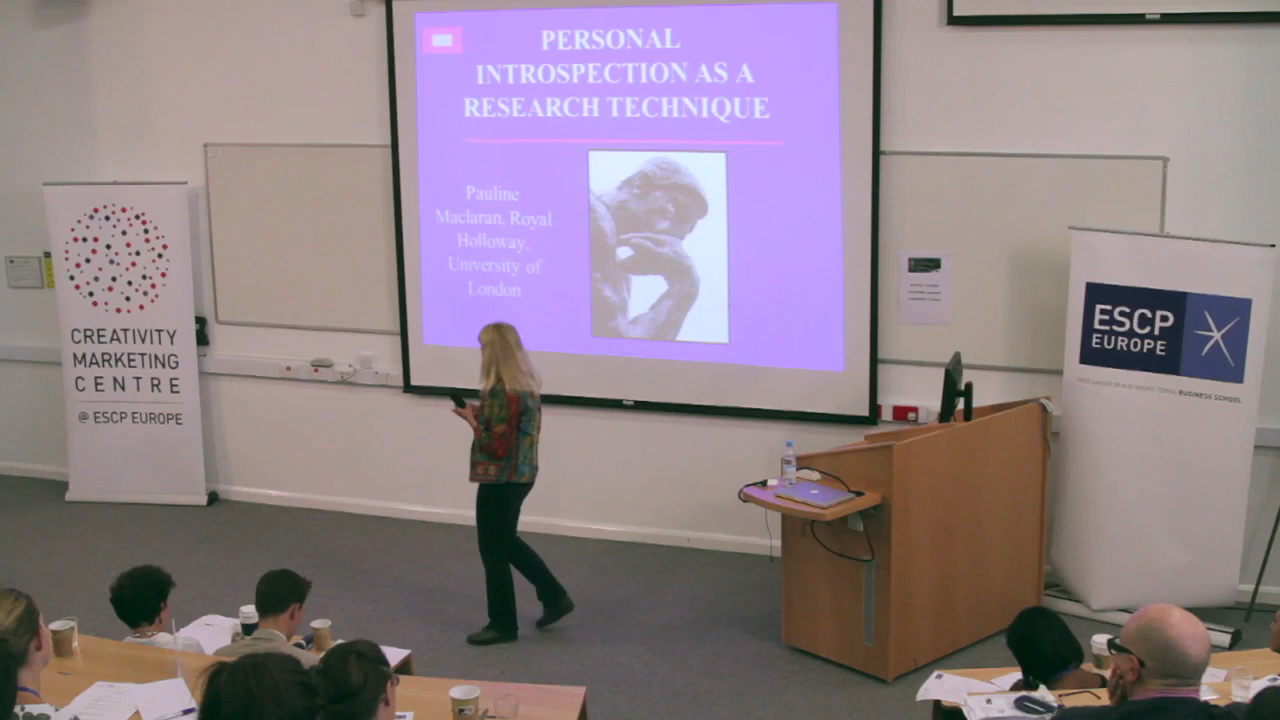 PERSONAL
INTROSPECTION AS A
RESEARCH TECHNIQUE
Pauline
Maclaran, Royal
Holloway,
University of
London
CREATIVITY
MARKETING
CENTRE
@ ESCP EUROPE
ESCP
EUROPE
BUSINESS SCHOOL